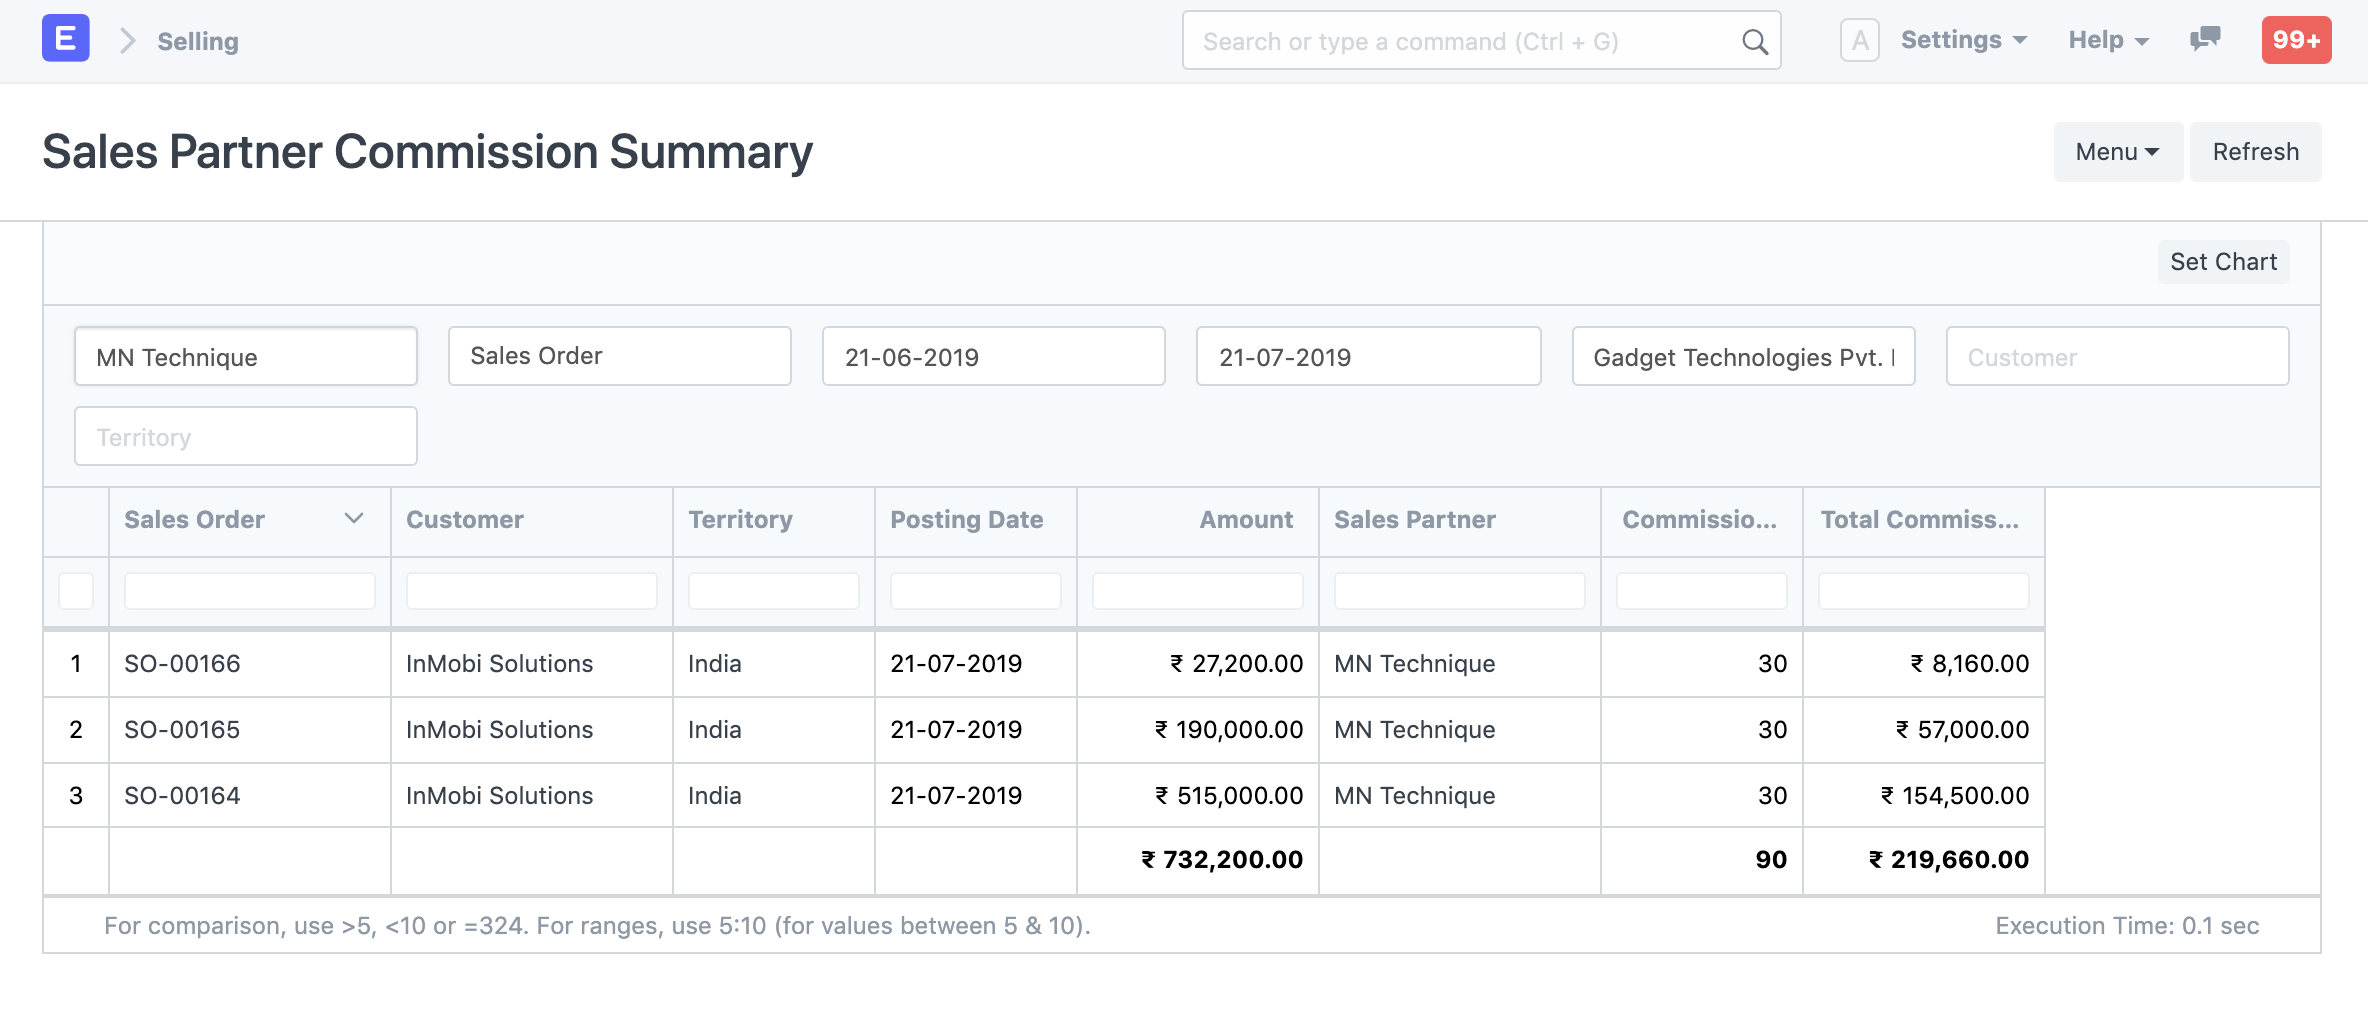 E Selling Search or type a command (Ctrl + G) A Settings Help 99+
Sales Partner Commission Summary Menu Refresh
Set Chart
MN Technique Sales Order 21-06-2019 21-07-2019 Gadget Technologies Pvt. Customer
Territory
Sales Order Customer Territory Posting Date Amount Sales Partner Commissio... Total Commiss...
1 SO-00166 InMobi Solutions India 21-07-2019 ₹ 27,200.00 MN Technique 30 ₹ 8,160.00
2 SO-00165 InMobi Solutions India 21-07-2019 ₹ 190,000.00 MN Technique 30 ₹ 57,000.00
3 SO-00164 InMobi Solutions India 21-07-2019 ₹ 515,000.00 MN Technique 30 ₹ 154,500.00
₹ 732,200.00 90 ₹ 219,660.00
For comparison, use >5, <10 or =324. For ranges, use 5:10 (for values between 5 & 10). Execution Time: 0.1 sec